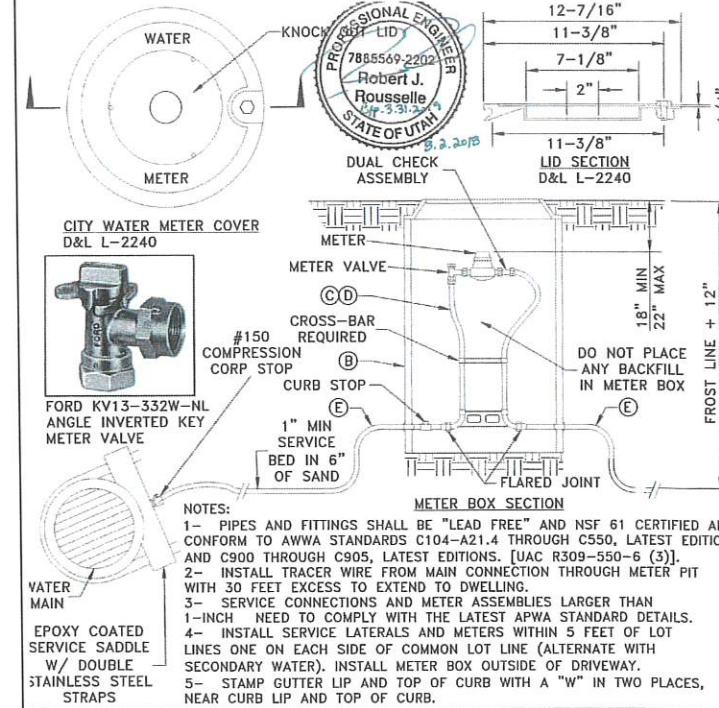 WATER
METER
KNOCK OUT LID
PROFESSIONAL ENGINEER
7885569-2202
Robert J.
Rousselle
STATE OF UTAH
12-7/16"
11-3/8"
7-1/8"
2"
11-3/8"
LID SECTION
D&L L-2240
DUAL CHECK
ASSEMBLY
CITY WATER METER COVER
D&L L-2240
METER
METER VALVE
C D
CROSS-BAR
REQUIRED
B
CURB STOP
E
18" MIN
22" MAX
FROST LINE + 12"
DO NOT PLACE
ANY BACKFILL
IN METER BOX
E
FORD
FORD KV13-332W-NL
ANGLE INVERTED KEY
METER VALVE
#150
COMPRESSION
CORP STOP
1" MIN
SERVICE
BED IN 6"
OF SAND
FLARED JOINT
METER BOX SECTION
WATER
MAIN
EPOXY COATED
SERVICE SADDLE
W/ DOUBLE
STAINLESS STEEL
STRAPS
NOTES:
1- PIPES AND FITTINGS SHALL BE "LEAD FREE" AND NSF 61 CERTIFIED
CONFORM TO AWWA STANDARDS C104-A21.4 THROUGH C550, LATEST
AND C900 THROUGH C905, LATEST EDITIONS. [UAC R309-550-6 (3)].
2- INSTALL TRACER WIRE FROM MAIN CONNECTION THROUGH METER PIT
WITH 30 FEET EXCESS TO EXTEND TO DWELLING.
3- SERVICE CONNECTIONS AND METER ASSEMBLIES LARGER THAN
1-INCH NEED TO COMPLY WITH THE LATEST APWA STANDARD DETAILS.
4- INSTALL SERVICE LATERALS AND METERS WITHIN 5 FEET OF LOT
LINES ONE ON EACH SIDE OF COMMON LOT LINE (ALTERNATE WITH
SECONDARY WATER). INSTALL METER BOX OUTSIDE OF DRIVEWAY.
5- STAMP GUTTER LIP AND TOP OF CURB WITH A "W" IN TWO PLACES,
NEAR CURB LIP AND TOP OF CURB.